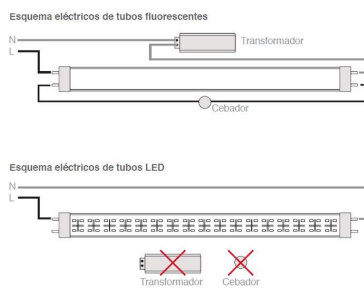 Esquema eléctricos de tubos fluorescentes
N
Transformador
L
Cebador
Esquema eléctricos de tubos LED
N
L
Transformador Cebador